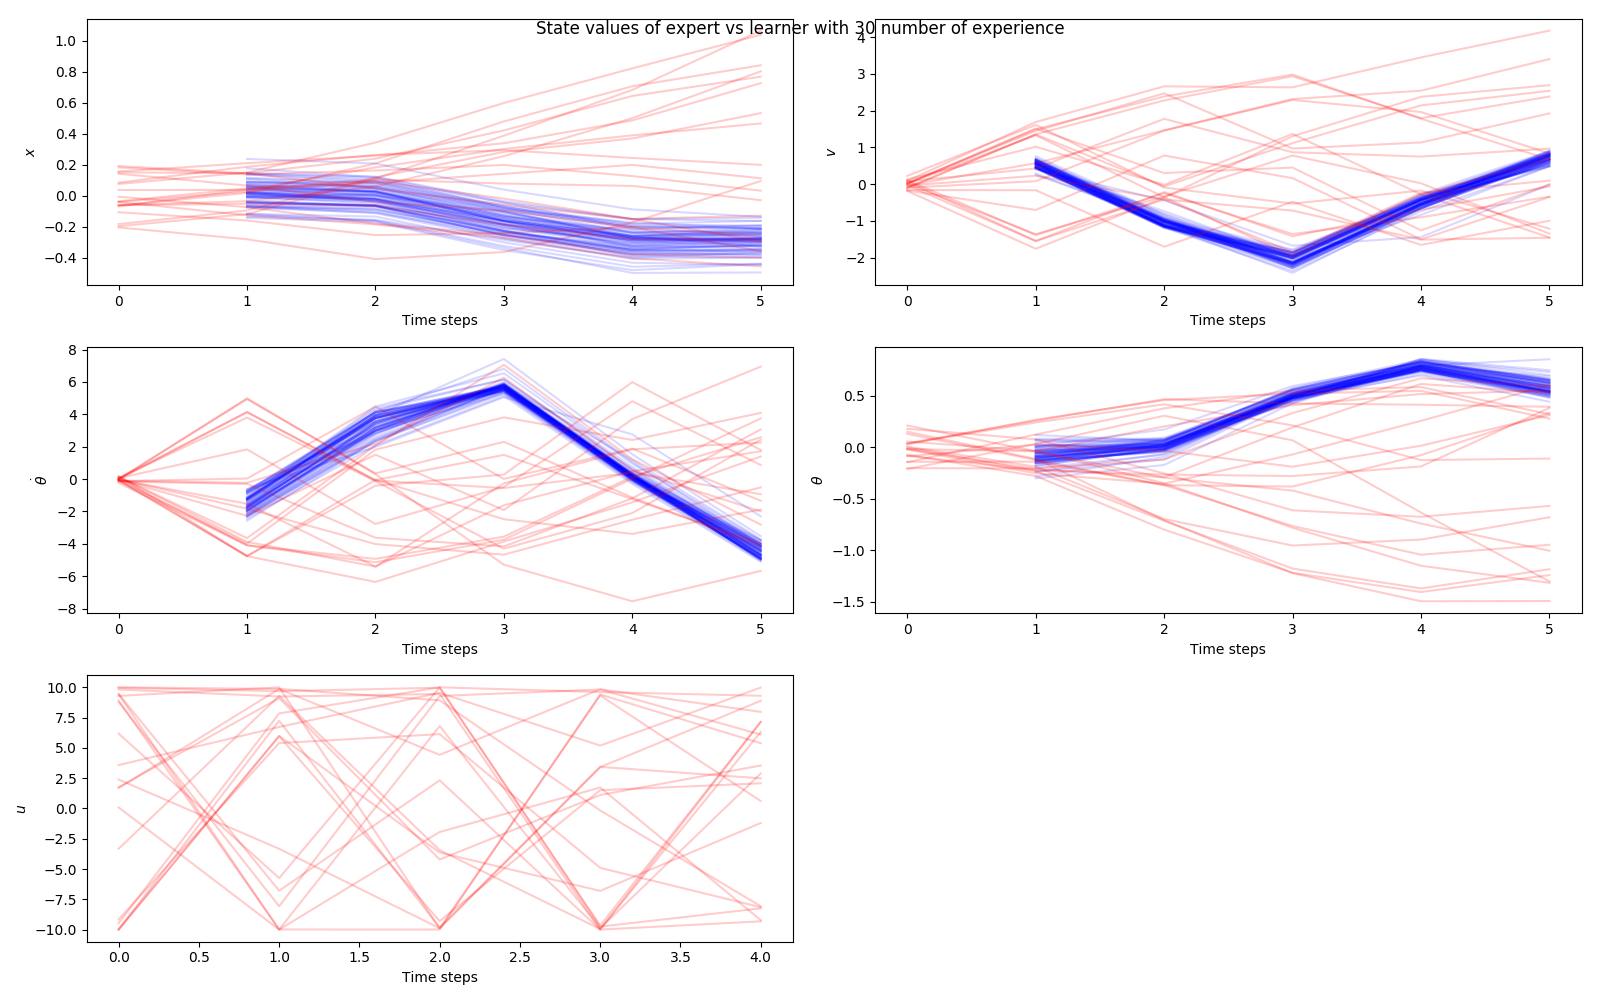 State values of expert vs learner with 30 number of experience
1.0
0.8
0.6
0.4
0.2
0.0
−0.2
−0.4
x
0 1 2 3 4 5
Time steps
4
3
2
1
0
−1
−2
v
0 1 2 3 4 5
Time steps
8
6
4
2
0
−2
−4
−6
−8
θ̇
0 1 2 3 4 5
Time steps
0.5
0.0
−0.5
−1.0
−1.5
θ
0 1 2 3 4 5
Time steps
10.0
7.5
5.0
2.5
0.0
−2.5
−5.0
−7.5
−10.0
u
0.0 0.5 1.0 1.5 2.0 2.5 3.0 3.5 4.0
Time steps